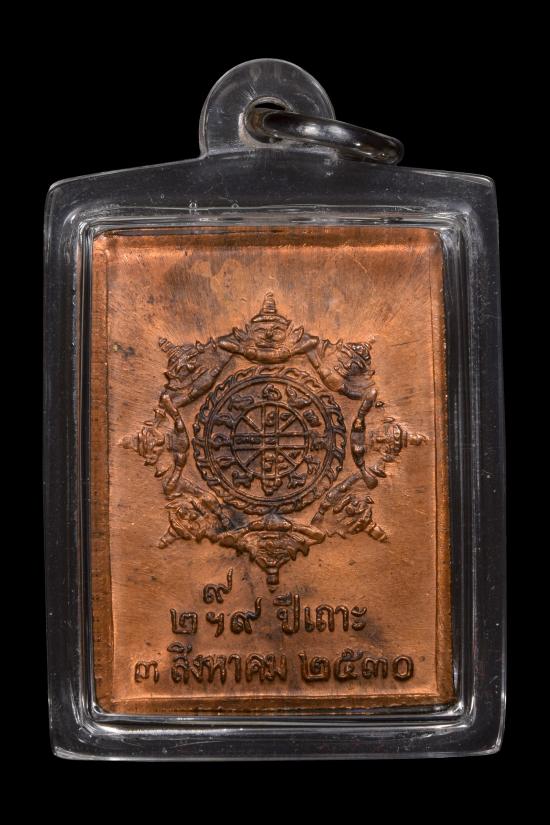 ๙
๒ ฯ ๙ ปีเถาะ
๓ สิงหาคม ๒๕๓๐